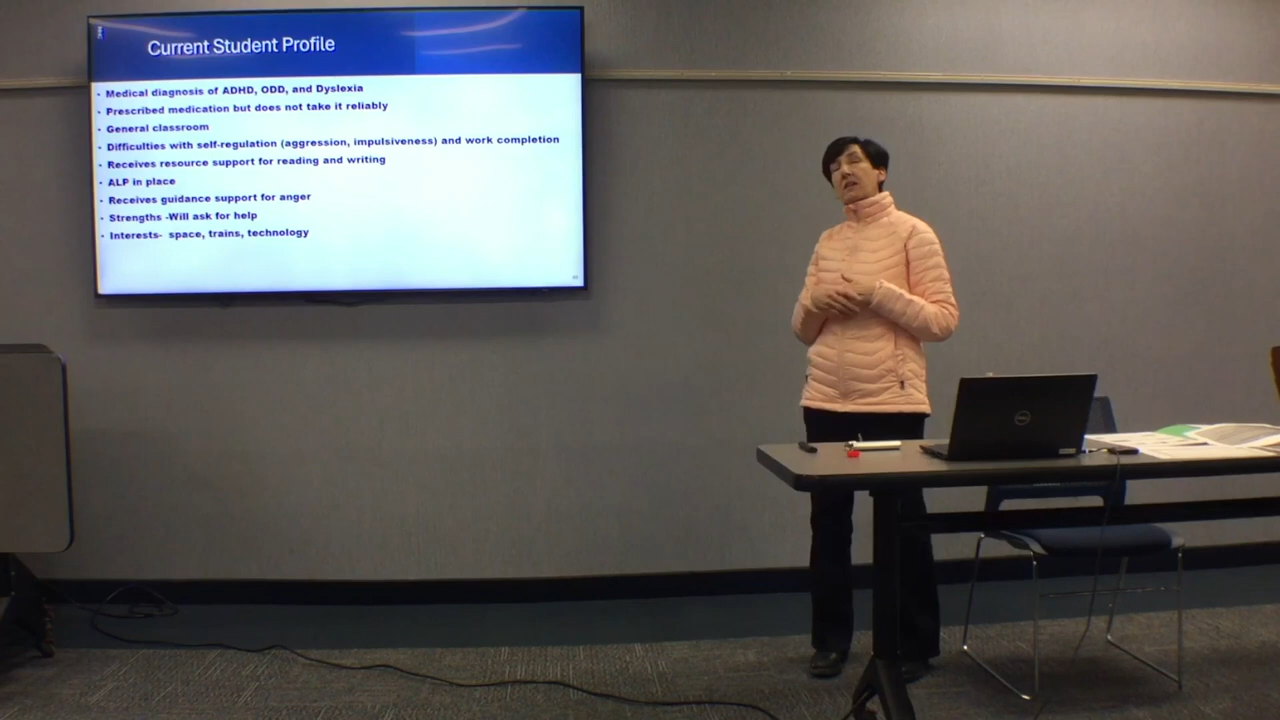 Current Student Profile
• Medical diagnosis of ADHD, ODD, and Dyslexia
• Prescribed medication but does not take it reliably
• General classroom
• Difficulties with self-regulation (aggression, impulsiveness) and work completion
• Receives resource support for reading and writing
• ALP in place
• Receives guidance support for anger
• Strengths -Will ask for help
• Interests- space, trains, technology
DELL